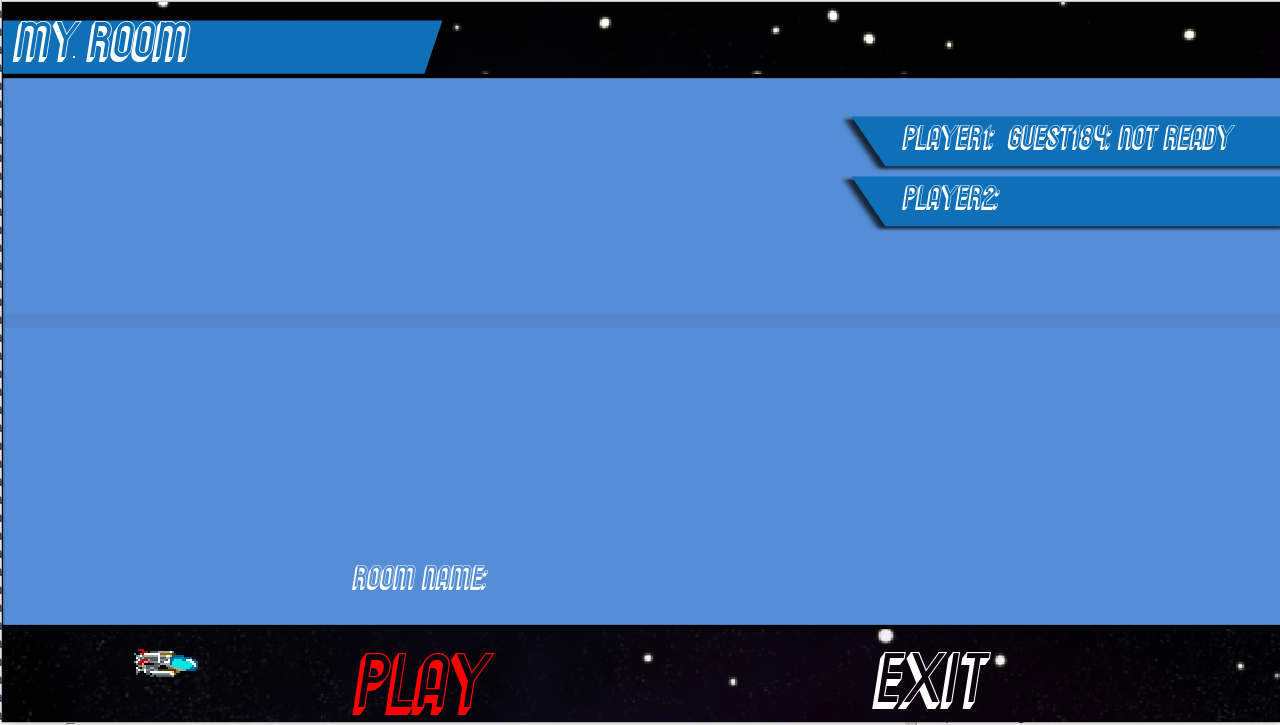 MY ROOM
PLAYER1: GUEST184: NOT READY
PLAYER2:
ROOM NAME:
PLAY
EXIT